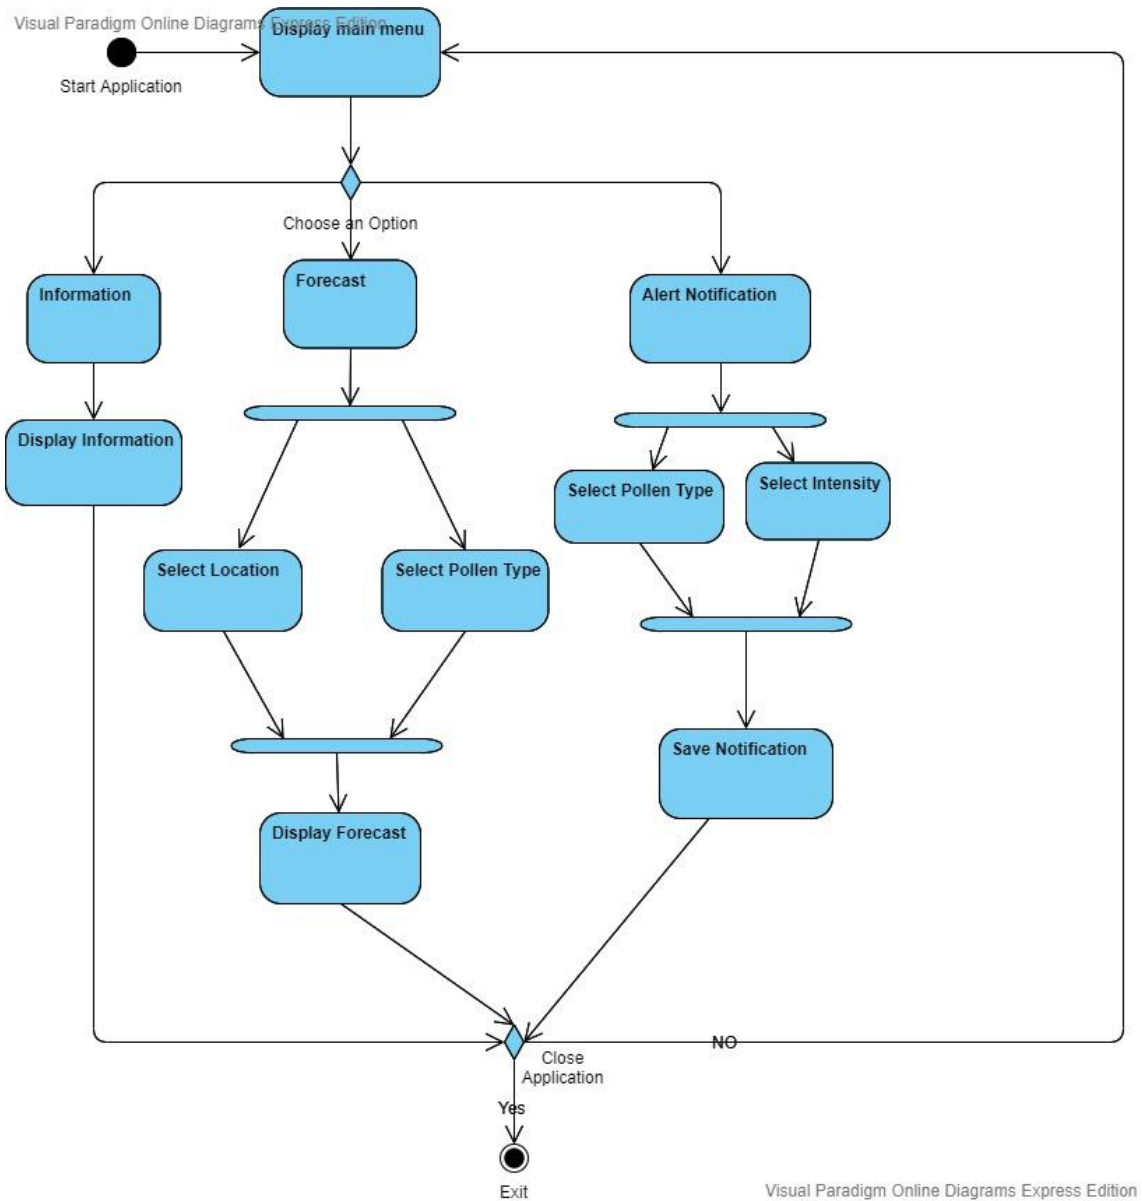 Visual Paradigm Online Diagrams Express Edition
Display main menu
Start Application
Choose an Option
Information
Forecast
Alert Notification
Display Information
Select Pollen Type
Select Intensity
Select Location
Select Pollen Type
Save Notification
Display Forecast
NO
Close
Application
Yes
Exit
Visual Paradigm Online Diagrams Express Edition